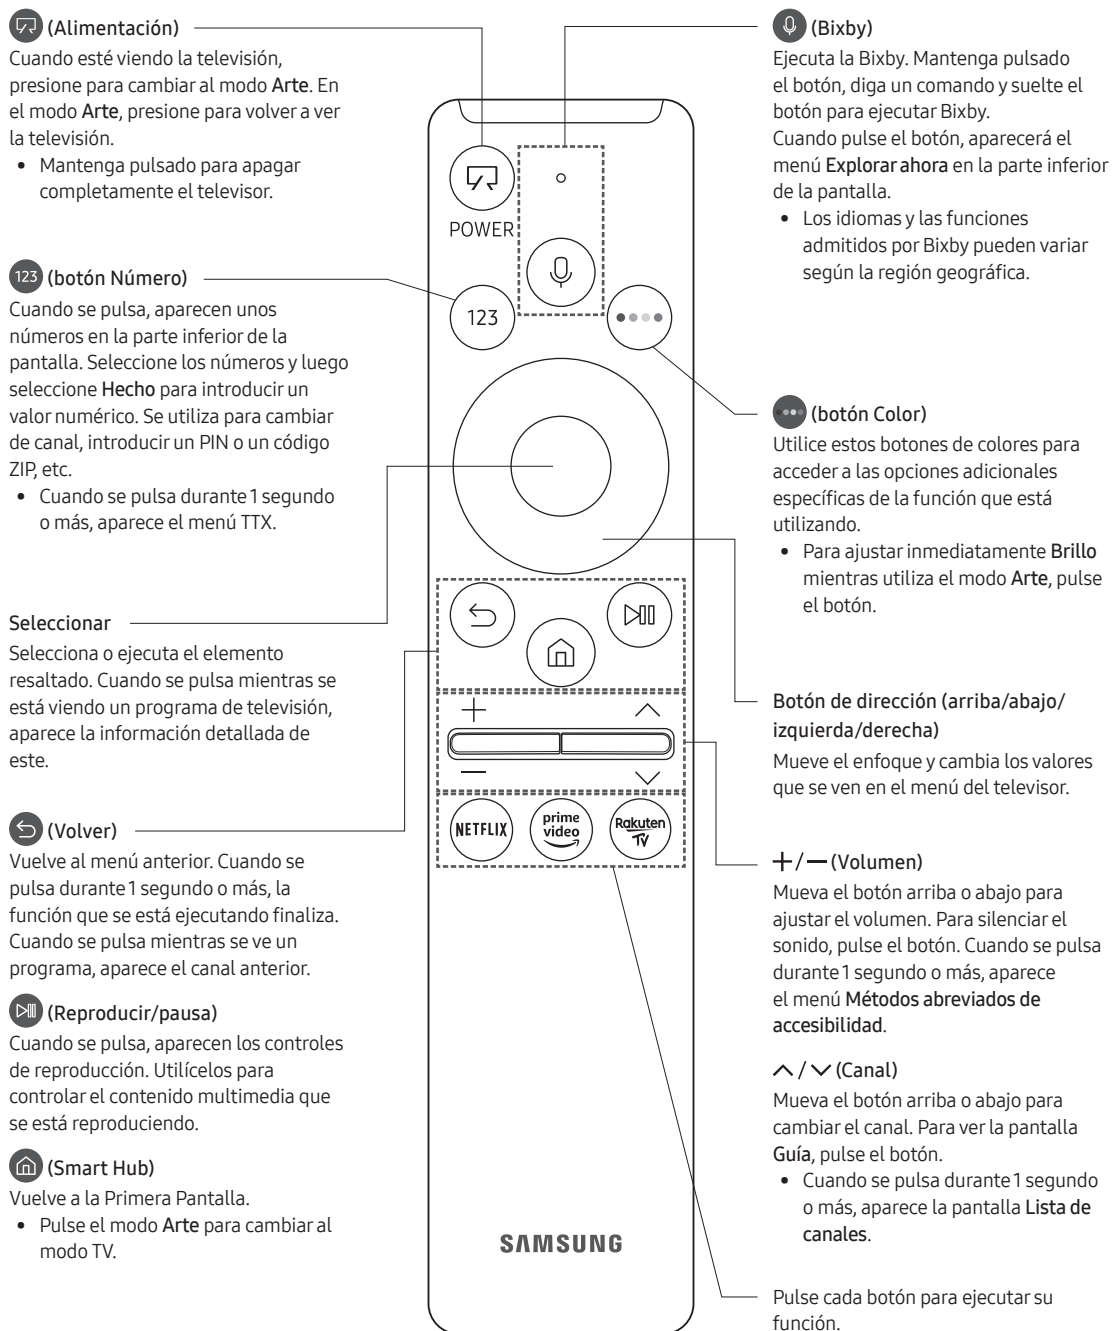 (Alimentación)
Cuando esté viendo la televisión,
presione para cambiar al modo Arte. En
el modo Arte, presione para volver a ver
la televisión.
• Mantenga pulsado para apagar
completamente el televisor.
123 (botón Número)
Cuando se pulsa, aparecen unos
números en la parte inferior de la
pantalla. Seleccione los números y luego
seleccione Hecho para introducir un
valor numérico. Se utiliza para cambiar
de canal, introducir un PIN o un código
ZIP, etc.
• Cuando se pulsa durante 1 segundo
o más, aparece el menú TTX.
Seleccionar
Selecciona o ejecuta el elemento
resaltado. Cuando se pulsa mientras se
está viendo un programa de televisión,
aparece la información detallada de
este.
(Volver)
Vuelve al menú anterior. Cuando se
pulsa durante 1 segundo o más, la
función que se está ejecutando finaliza.
Cuando se pulsa mientras se ve un
programa, aparece el canal anterior.
(Reproducir/pausa)
Cuando se pulsa, aparecen los controles
de reproducción. Utilícelos para
controlar el contenido multimedia que
se está reproduciendo.
(Smart Hub)
Vuelve a la Primera Pantalla.
• Pulse el modo Arte para cambiar al
modo TV.
POWER
123
NETFLIX
prime
video
Rakuten
TV
SAMSUNG
(Bixby)
Ejecuta la Bixby. Mantenga pulsado
el botón, diga un comando y suelte el
botón para ejecutar Bixby.
Cuando pulse el botón, aparecerá el
menú Explorar ahora en la parte inferior
de la pantalla.
• Los idiomas y las funciones
admitidos por Bixby pueden variar
según la región geográfica.
(botón Color)
Utilice estos botones de colores para
acceder a las opciones adicionales
específicas de la función que está
utilizando.
• Para ajustar inmediatamente Brillo
mientras utiliza el modo Arte, pulse
el botón.
Botón de dirección (arriba/abajo/
izquierda/derecha)
Mueve el enfoque y cambia los valores
que se ven en el menú del televisor.
+/− (Volumen)
Mueva el botón arriba o abajo para
ajustar el volumen. Para silenciar el
sonido, pulse el botón. Cuando se pulsa
durante 1 segundo o más, aparece
el menú Métodos abreviados de
accesibilidad.
/ (Canal)
Mueva el botón arriba o abajo para
cambiar el canal. Para ver la pantalla
Guía, pulse el botón.
• Cuando se pulsa durante 1 segundo
o más, aparece la pantalla Lista de
canales.
Pulse cada botón para ejecutar su
función.